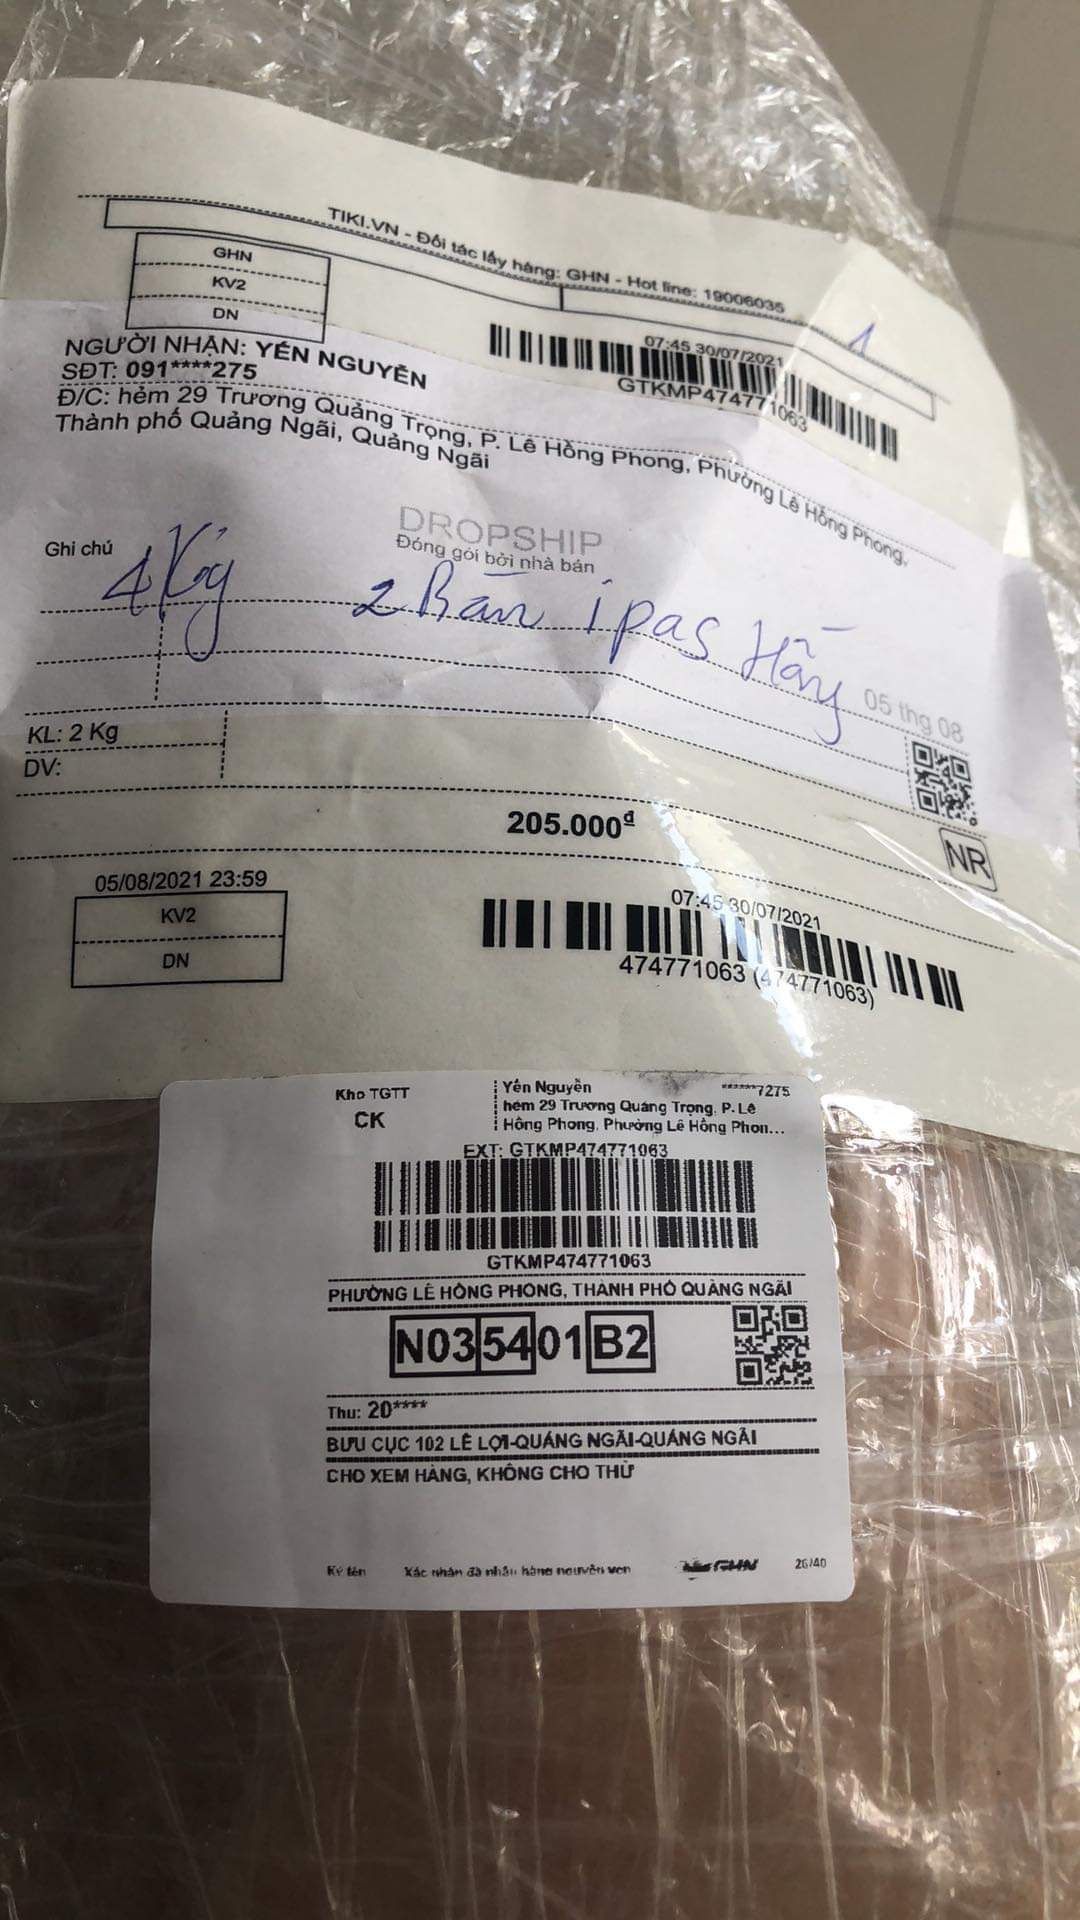 TIKI.VN - Đối tác lấy hàng: GHN - Hot line: 19006035
GHN
KV2
DN
1
07:45 30/07/2021
GTKMP474771063
NGƯỜI NHẬN: YẾN NGUYỄN
SĐT: 091****275
Đ/C: hẻm 29 Trương Quảng Trọng, P. Lê Hồng Phong, Phường Lê Hồng Phong,
Thành phố Quảng Ngãi, Quảng Ngãi
DROPSHIP
Đóng gói bởi nhà bán
Ghi chú
4Kg 2 Bàn ipas
05 thg 08
KL: 2 Kg
DV:
205.000đ
NR
05/08/2021 23:59
KV2
DN
07:45 30/07/2021
474771063 (474771063)
Kho TGTT
CK
Yến Nguyễn ******7275
hẻm 29 Trương Quảng Trọng, P. Lê
Hồng Phong, Phường Lê Hồng Phon...
EXT: GTKMP474771063
GTKMP474771063
PHƯỜNG LÊ HỒNG PHONG, THÀNH PHỐ QUẢNG NGÃI
N03 54 01 B2
Thu: 20****
BƯU CỤC 102 LÊ LỢI-QUẢNG NGÃI-QUẢNG NGÃI
CHO XEM HÀNG, KHÔNG CHO THỬ
Ký tên Xác nhận đã nhận hàng nguyên vẹn GHN 26/40